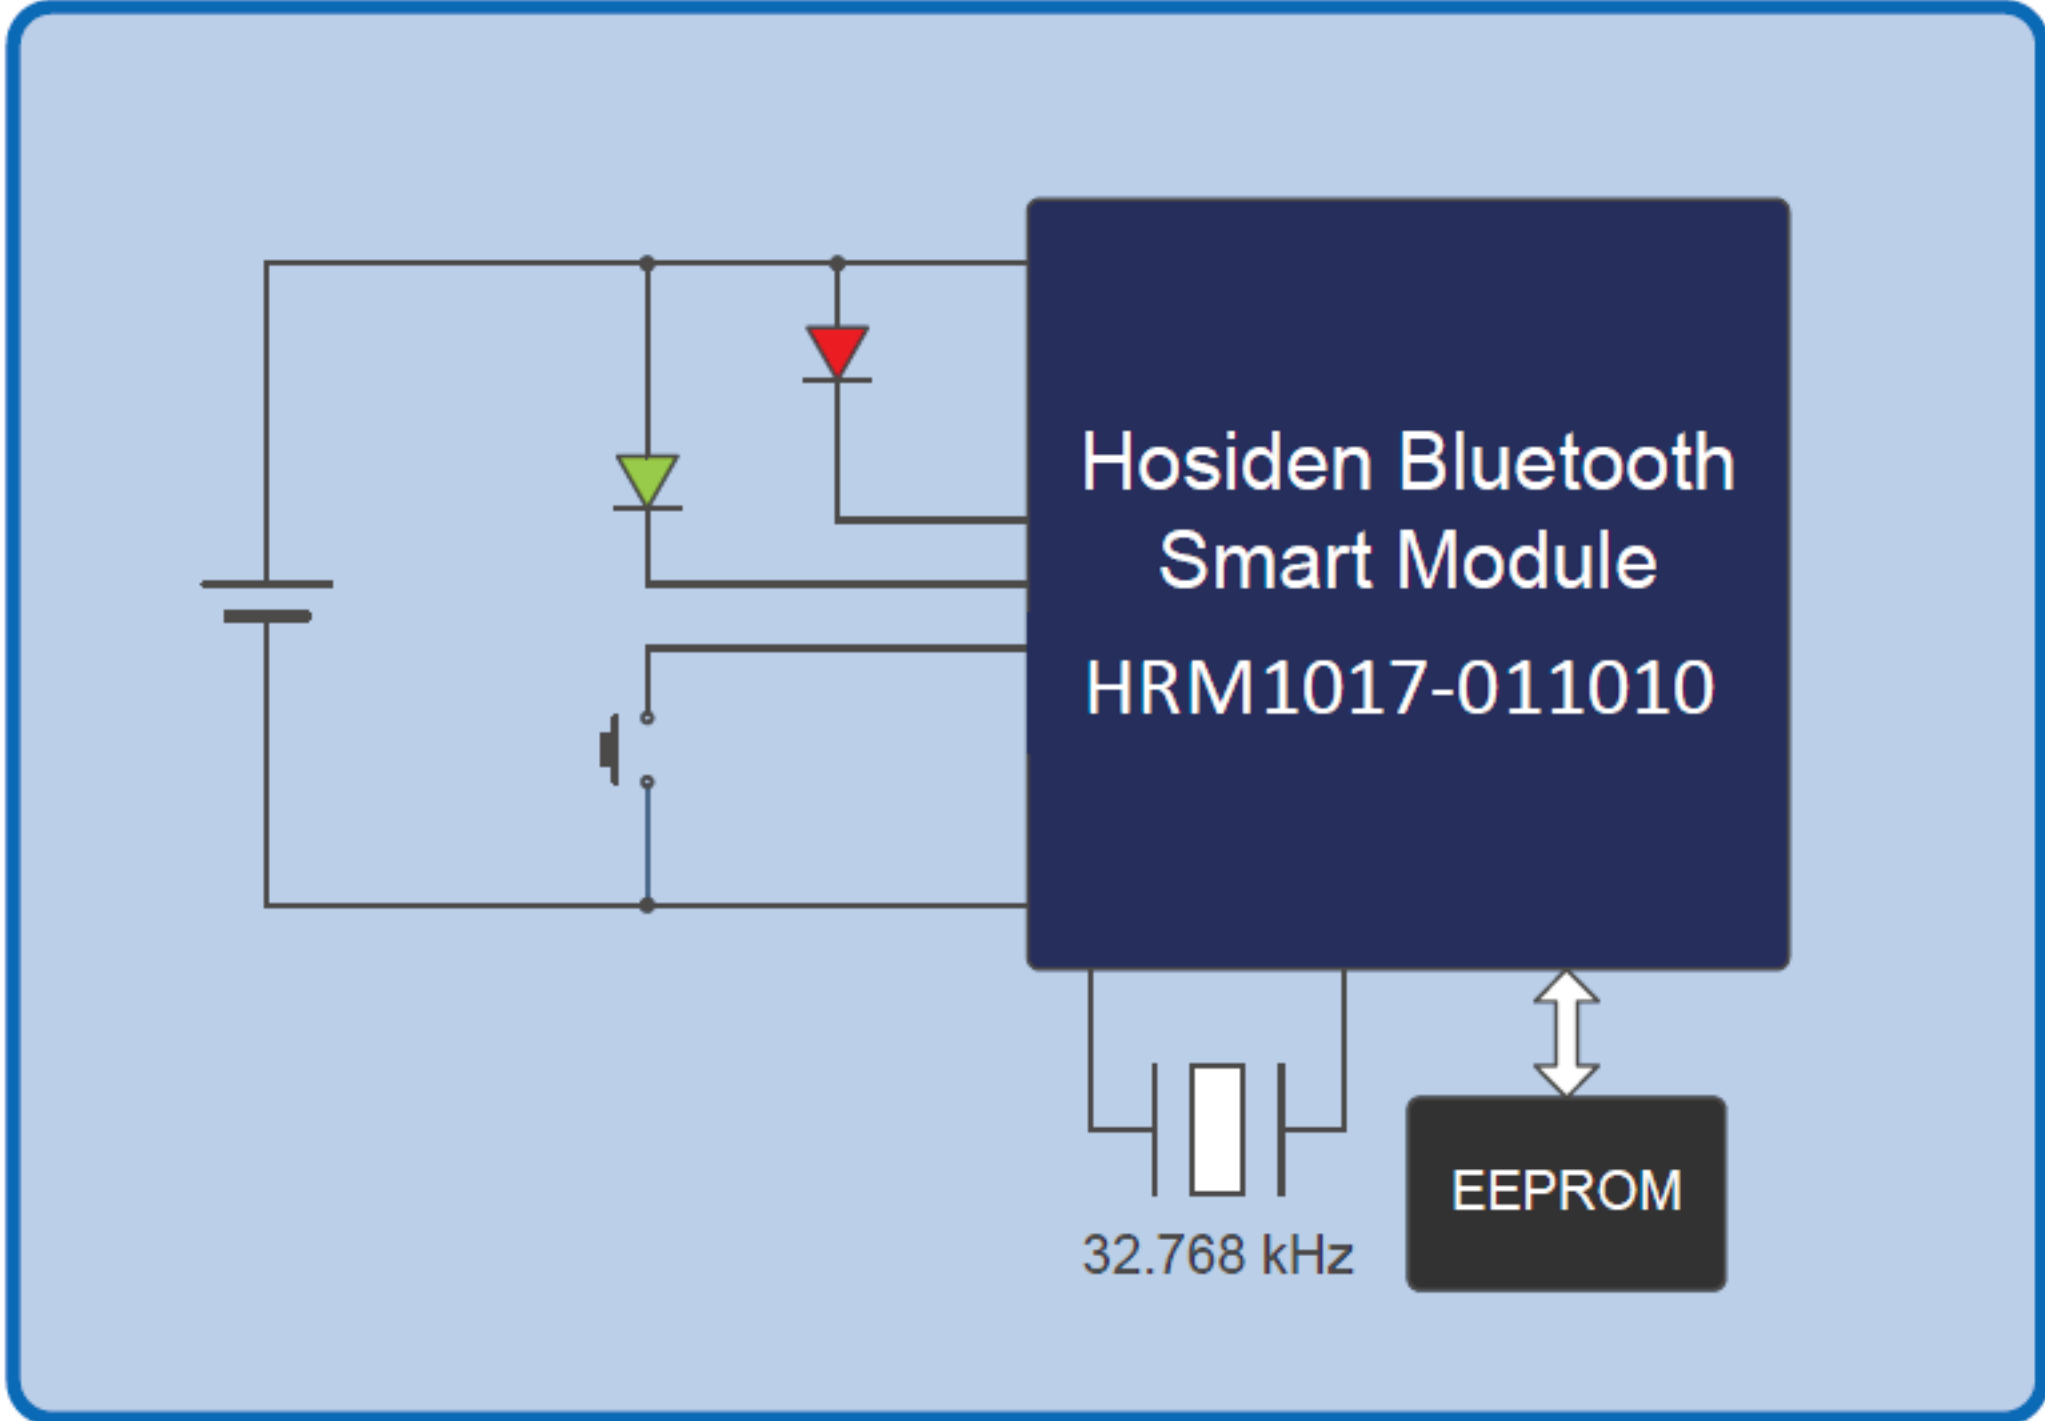 Hosiden Bluetooth
Smart Module
HRM1017-011010
EEPROM
32.768 kHz